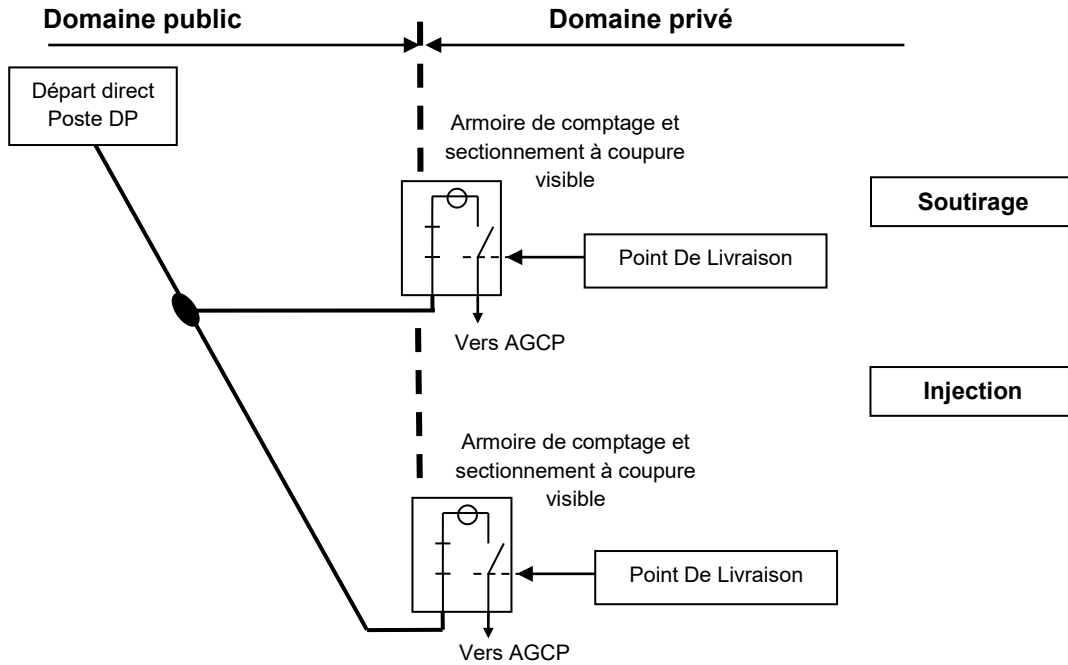 Domaine public
Domaine privé
Départ direct
Poste DP
Armoire de comptage et
sectionnement à coupure
visible
Soutirage
Point De Livraison
Vers AGCP
Injection
Armoire de comptage et
sectionnement à coupure
visible
Point De Livraison
Vers AGCP